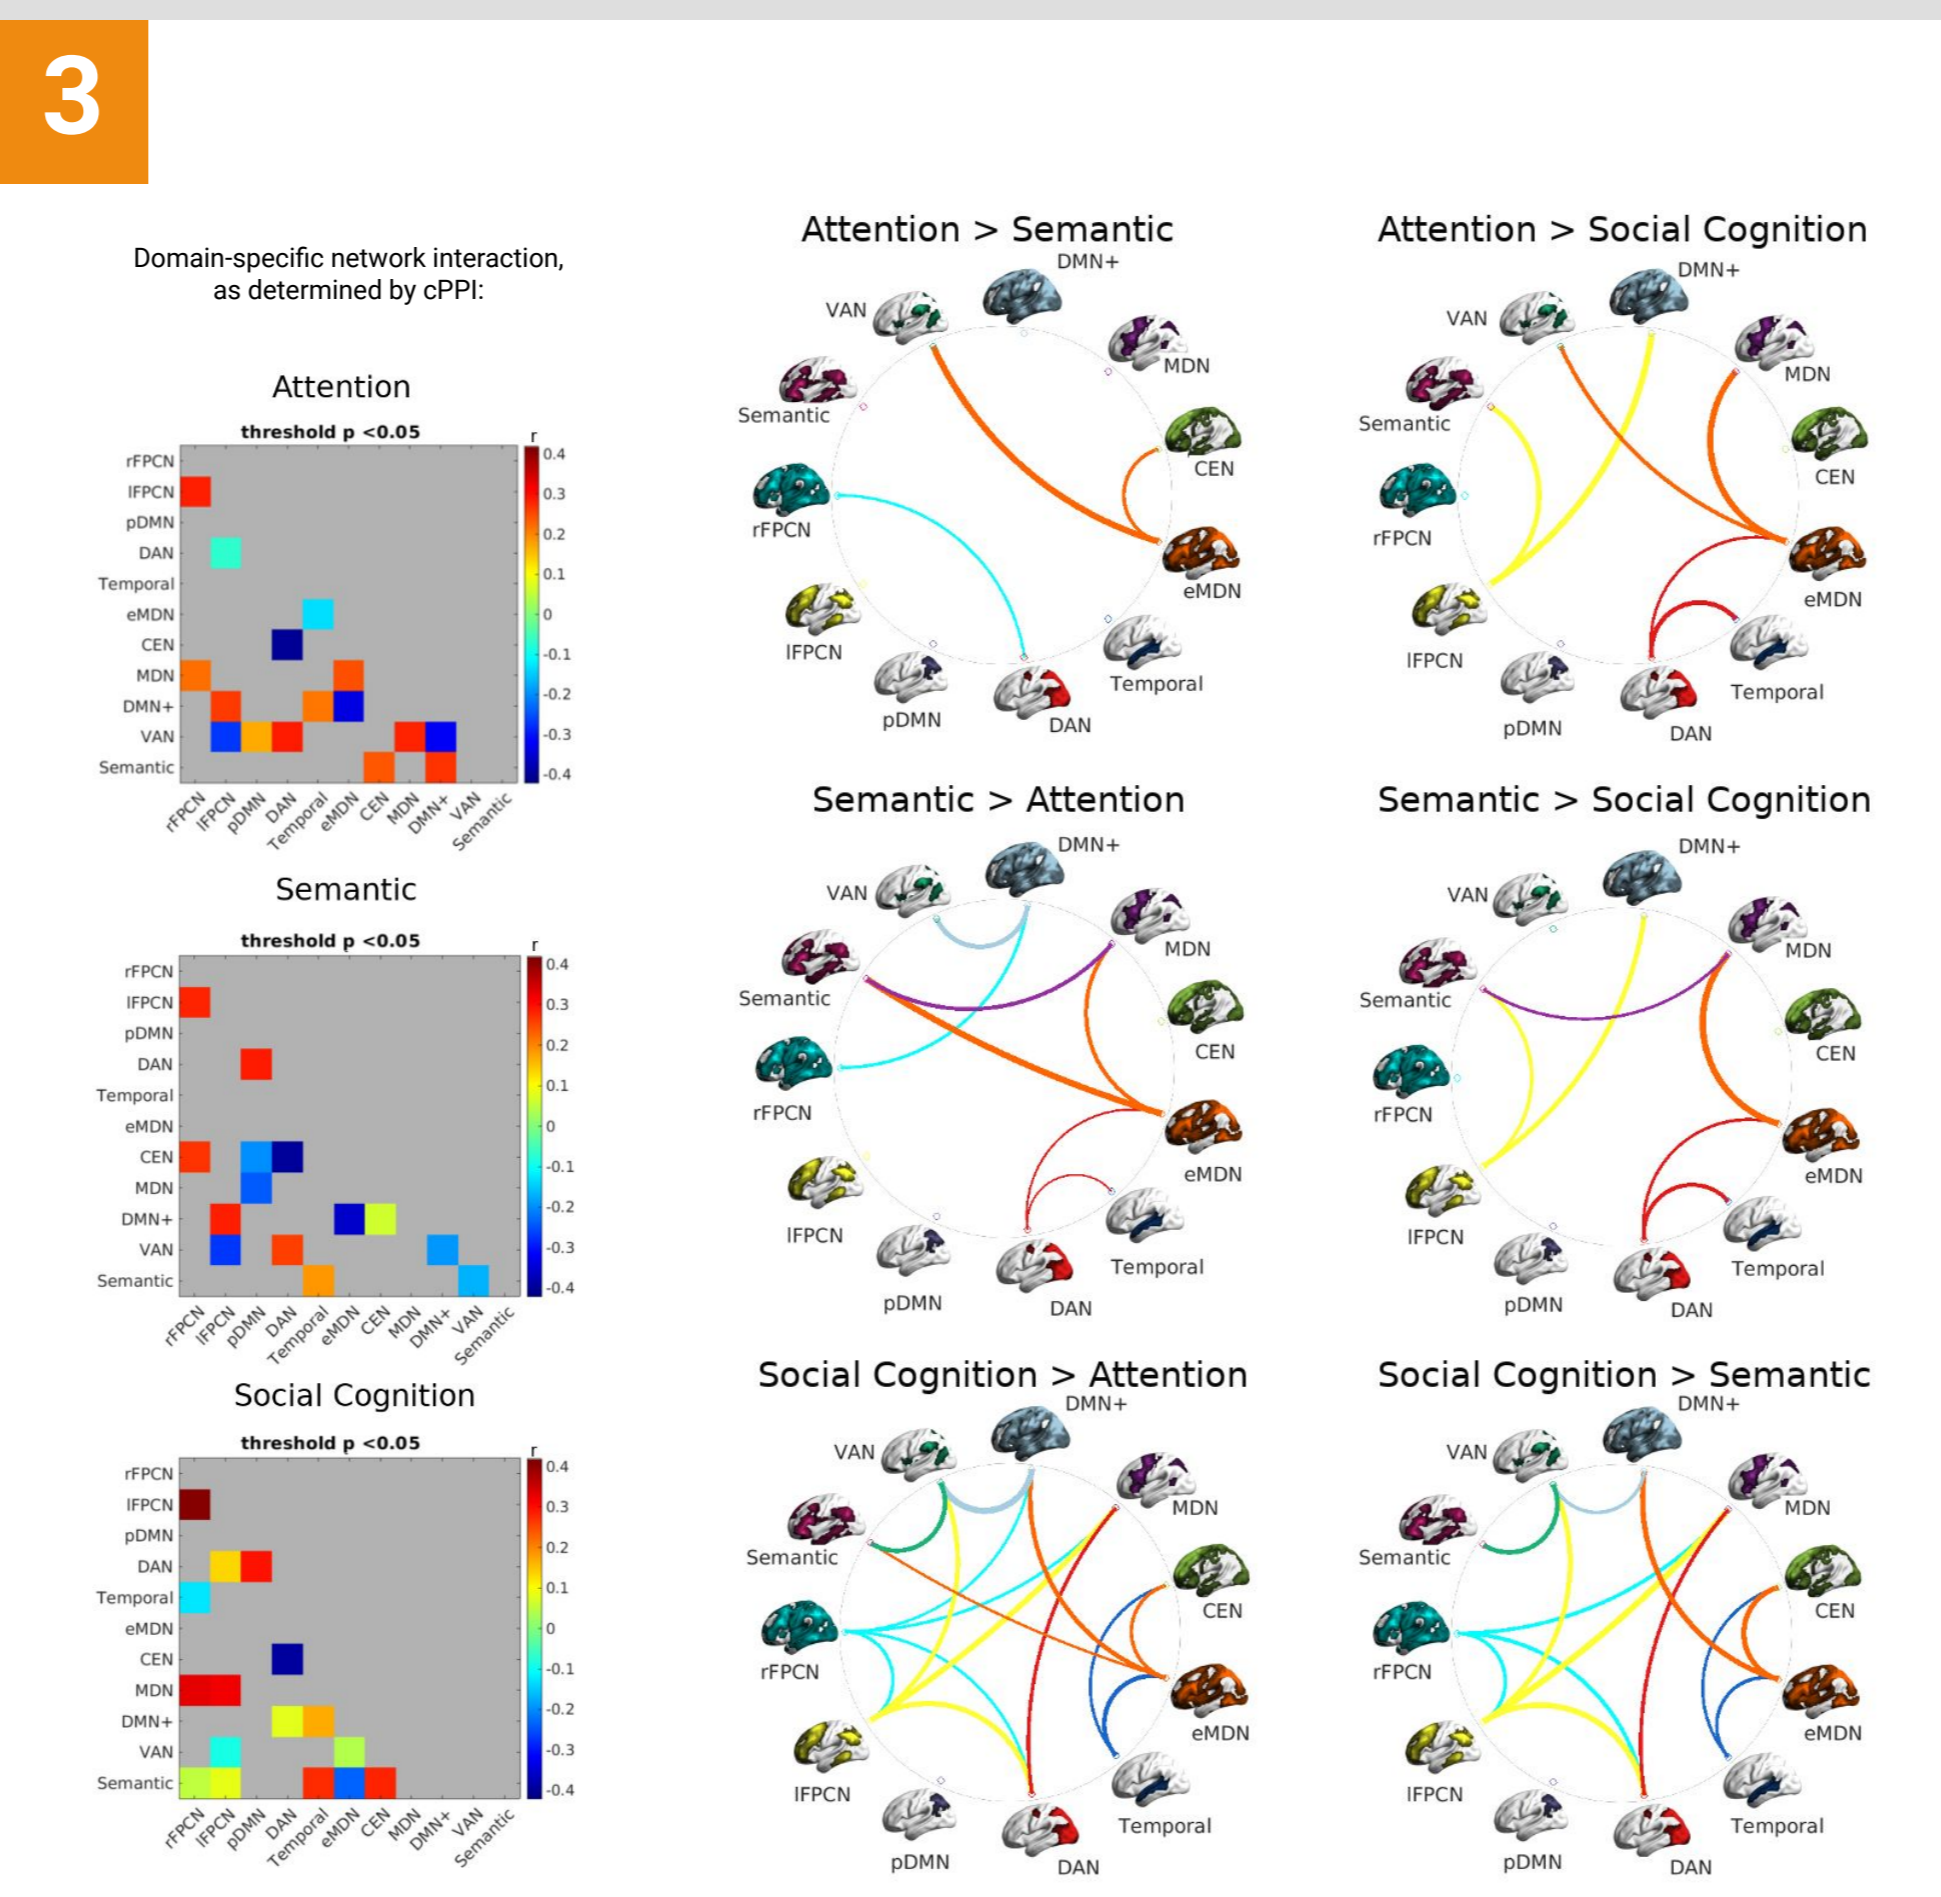 3
Domain-specific network interaction,
as determined by cPPI:
Attention
threshold p <0.05
r
rFPCN
lFPCN
pDMN
DAN
Temporal
eMDN
CEN
MDN
DMN+
VAN
Semantic
0.4
0.3
0.2
0.1
0
-0.1
-0.2
-0.3
-0.4
rFPCN
lFPCN
pDMN
DAN
Temporal
eMDN
CEN
MDN
DMN+
VAN
Semantic
Semantic
threshold p <0.05
r
rFPCN
lFPCN
pDMN
DAN
Temporal
eMDN
CEN
MDN
DMN+
VAN
Semantic
0.4
0.3
0.2
0.1
0
-0.1
-0.2
-0.3
-0.4
rFPCN
lFPCN
pDMN
DAN
Temporal
eMDN
CEN
MDN
DMN+
VAN
Semantic
Social Cognition
threshold p <0.05
r
rFPCN
lFPCN
pDMN
DAN
Temporal
eMDN
CEN
MDN
DMN+
VAN
Semantic
0.4
0.3
0.2
0.1
0
-0.1
-0.2
-0.3
-0.4
rFPCN
lFPCN
pDMN
DAN
Temporal
eMDN
CEN
MDN
DMN+
VAN
Semantic
Attention > Semantic
DMN+
VAN
MDN
Semantic
CEN
rFPCN
eMDN
lFPCN
Temporal
pDMN
DAN
Attention > Social Cognition
DMN+
VAN
MDN
Semantic
CEN
rFPCN
eMDN
lFPCN
Temporal
pDMN
DAN
Semantic > Attention
DMN+
VAN
MDN
Semantic
CEN
rFPCN
eMDN
lFPCN
Temporal
pDMN
DAN
Semantic > Social Cognition
DMN+
VAN
MDN
Semantic
CEN
rFPCN
eMDN
lFPCN
Temporal
pDMN
DAN
Social Cognition > Attention
DMN+
VAN
MDN
Semantic
CEN
rFPCN
eMDN
lFPCN
Temporal
pDMN
DAN
Social Cognition > Semantic
DMN+
VAN
MDN
Semantic
CEN
rFPCN
eMDN
lFPCN
Temporal
pDMN
DAN